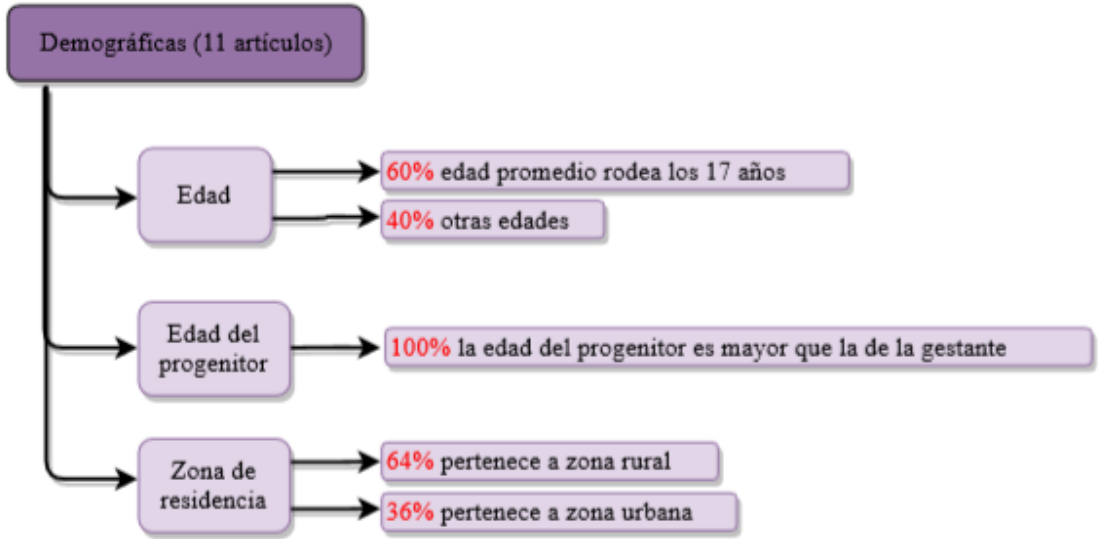 Demográficas (11 artículos)
Edad
60% edad promedio rodea los 17 años
40% otras edades
Edad del
progenitor
100% la edad del progenitor es mayor que la de la gestante
Zona de
residencia
64% pertenece a zona rural
36% pertenece a zona urbana